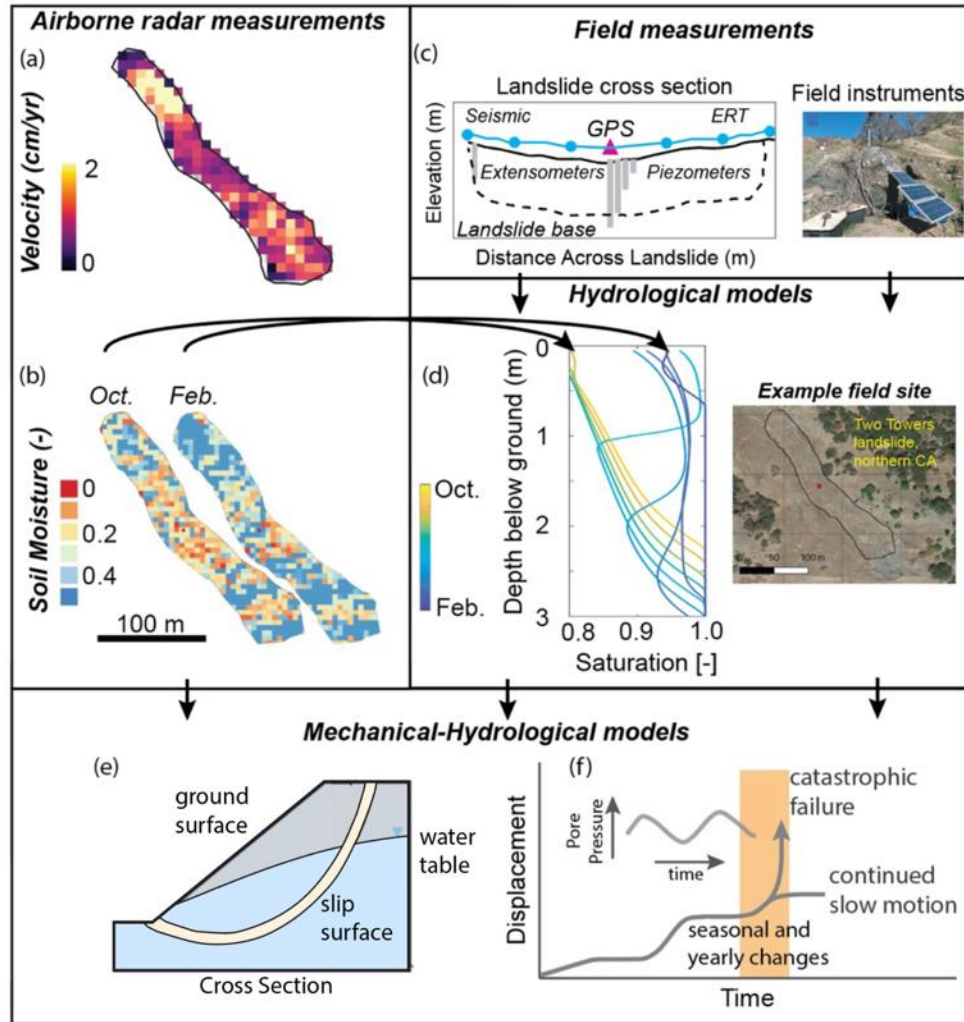 Airborne radar measurements
(a)
Velocity (cm/yr)
2
0
(b)
Oct.
Feb.
Soil Moisture (-)
0
0.2
0.4
100 m
Field measurements
(c)
Landslide cross section
Field instruments
Elevation (m)
Seismic
GPS
ERT
Extensometers
Piezometers
Landslide base
Distance Across Landslide (m)
Hydrological models
(d)
Oct.
Feb.
Depth below ground (m)
0
1
2
3
0.8
0.9
1.0
Saturation [-]
Example field site
Two Towers
landslide,
northern CA
50
100 m
Mechanical-Hydrological models
(e)
ground
surface
water
table
slip
surface
Cross Section
(f)
Displacement
Pore
Pressure
time
catastrophic
failure
continued
slow motion
seasonal and
yearly changes
Time